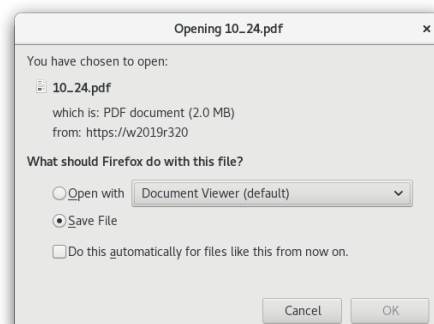 Opening 10_24.pdf ×
You have chosen to open:
10_24.pdf
which is: PDF document (2.0 MB)
from: https://w2019r320
What should Firefox do with this file?
Open with Document Viewer (default)
Save File
Do this automatically for files like this from now on.
Cancel OK